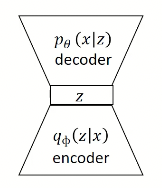 pθ (x|z)
decoder
z
qϕ(z|x)
encoder